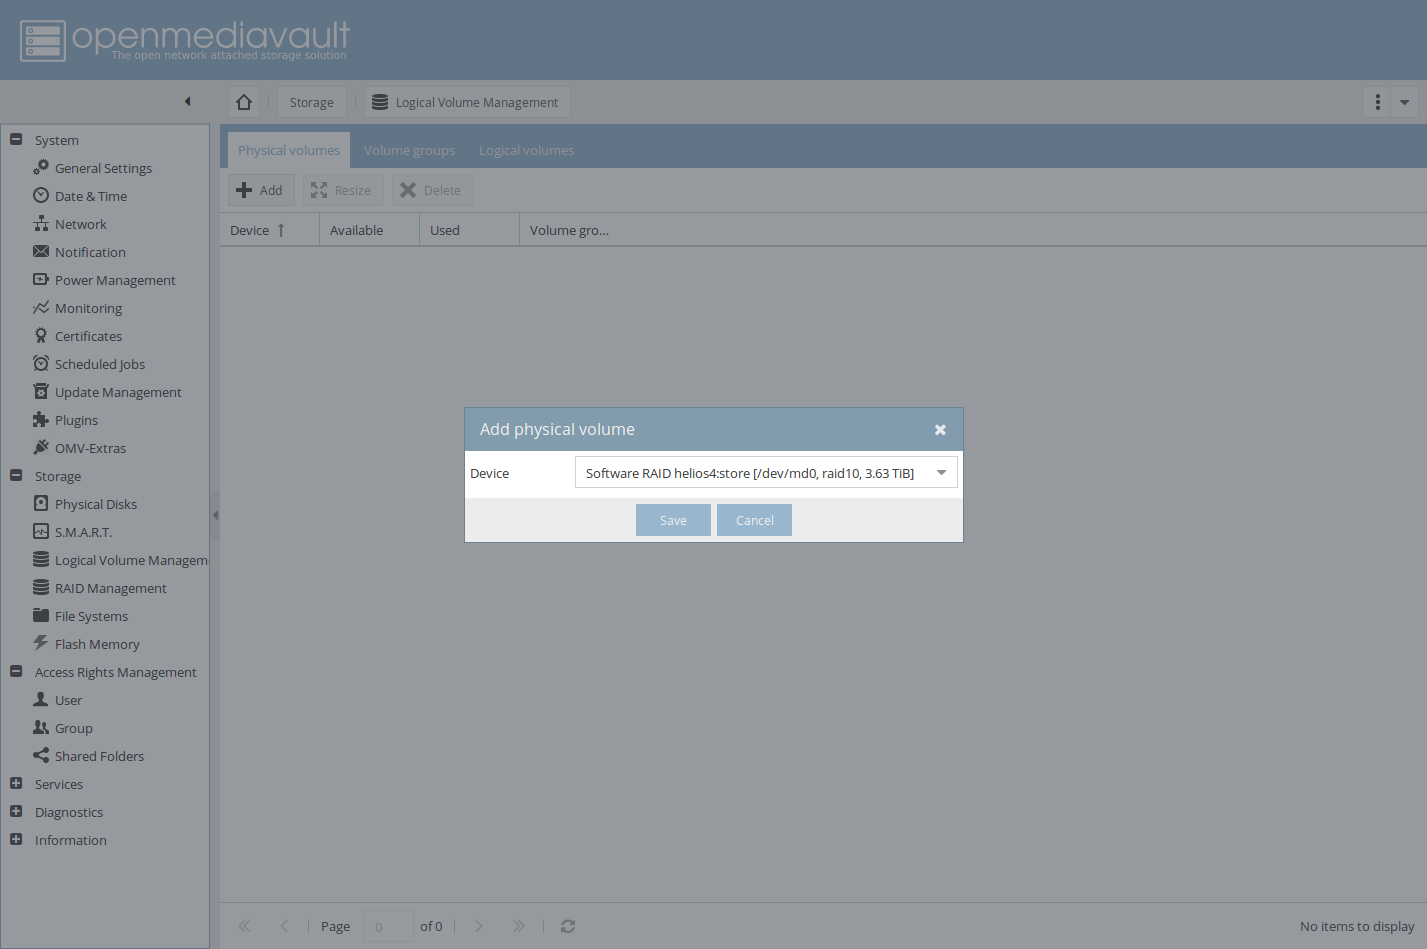 openmediavault
The open network attached storage solution
Storage
Logical Volume Management
System
General Settings
Date & Time
Network
Notification
Power Management
Monitoring
Certificates
Scheduled Jobs
Update Management
Plugins
OMV-Extras
Storage
Physical Disks
S.M.A.R.T.
Logical Volume Managem
RAID Management
File Systems
Flash Memory
Access Rights Management
User
Group
Shared Folders
Services
Diagnostics
Information
Physical volumes Volume groups Logical volumes
Add Resize Delete
Device Available Used Volume gro...
Add physical volume
Device Software RAID helios4:store [/dev/md0, raid10, 3.63 TiB]
Save Cancel
Page 0 of 0 No items to display